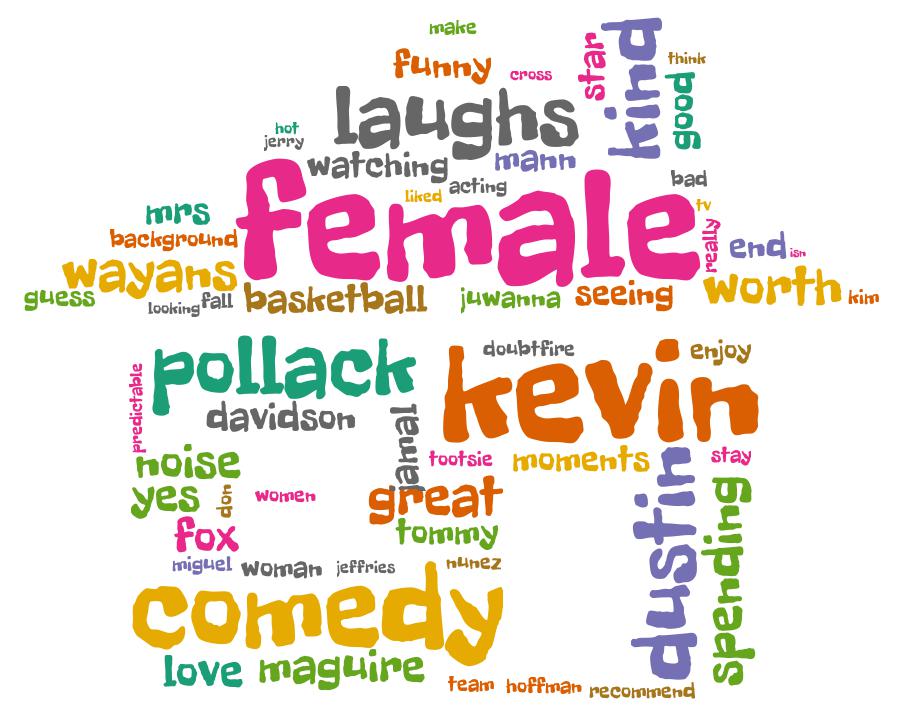 make
funny
cross
star
kind
think
good
laughs
hot
jerry
watching
mann
liked
acting
bad
female
tv
mrs
background
really
end
isn
wayans
guess
looking
fall
basketball
juwanna
seeing
worth
kim
pollack
doubtfire
kevin
enjoy
predictable
davidson
jamal
noise
tootsie
moments
stay
yes
don
women
great
dustin
spending
fox
tommy
miguel
woman
jeffries
nunez
comedy
love
maguire
team
hoffman
recommend